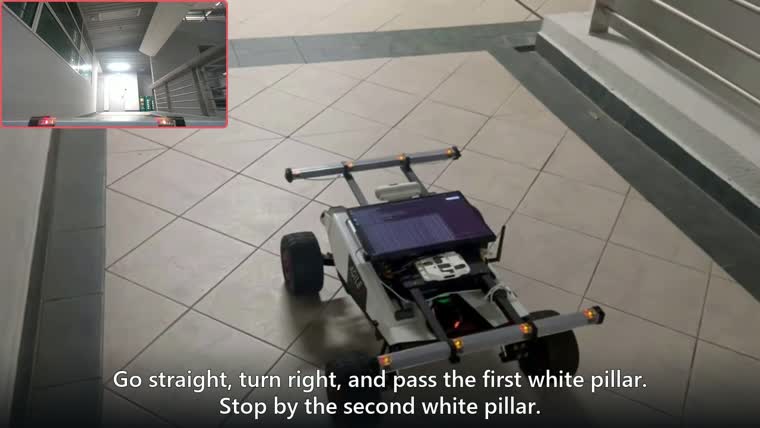 Go straight, turn right, and pass the first white pillar.
Stop by the second white pillar.